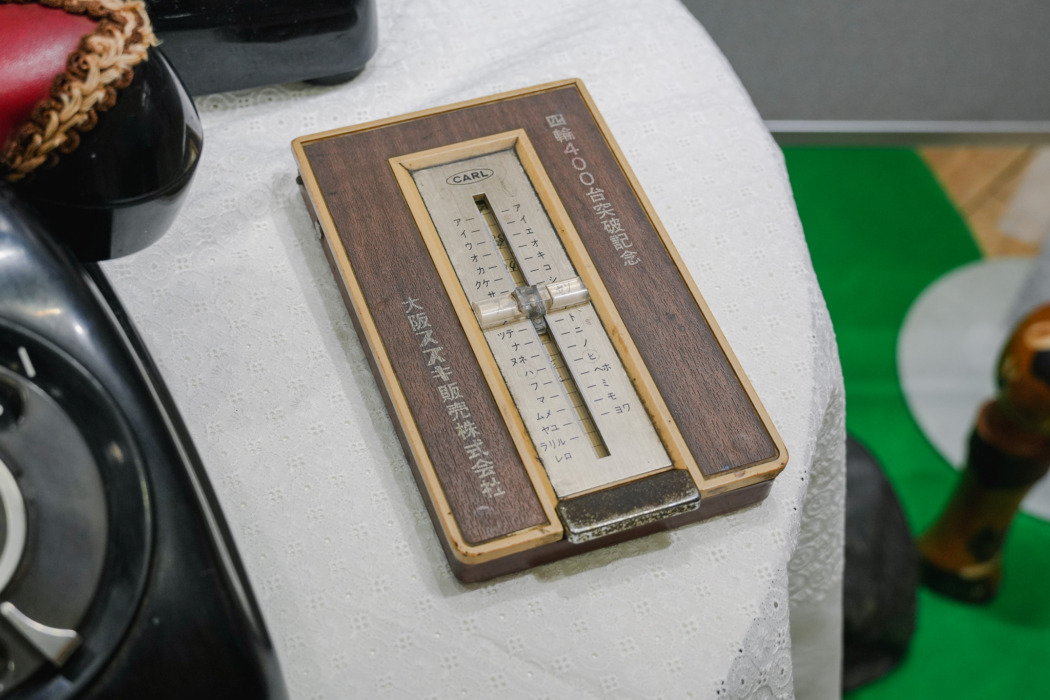 四輪400台突破記念
CARL
ア
イ
ウ
オ
カ
クケ
サ
ツテ
ナ
ヌネ
ハ
フ
マ
ムメ
ヤユ
ラリル
レロ
ア
イ
エ
オ
キ
コ
シ
ト
ニ
ノ
ヒ
ヘホ
ミ
モ
ヨワ
大阪スズキ販売株式会社